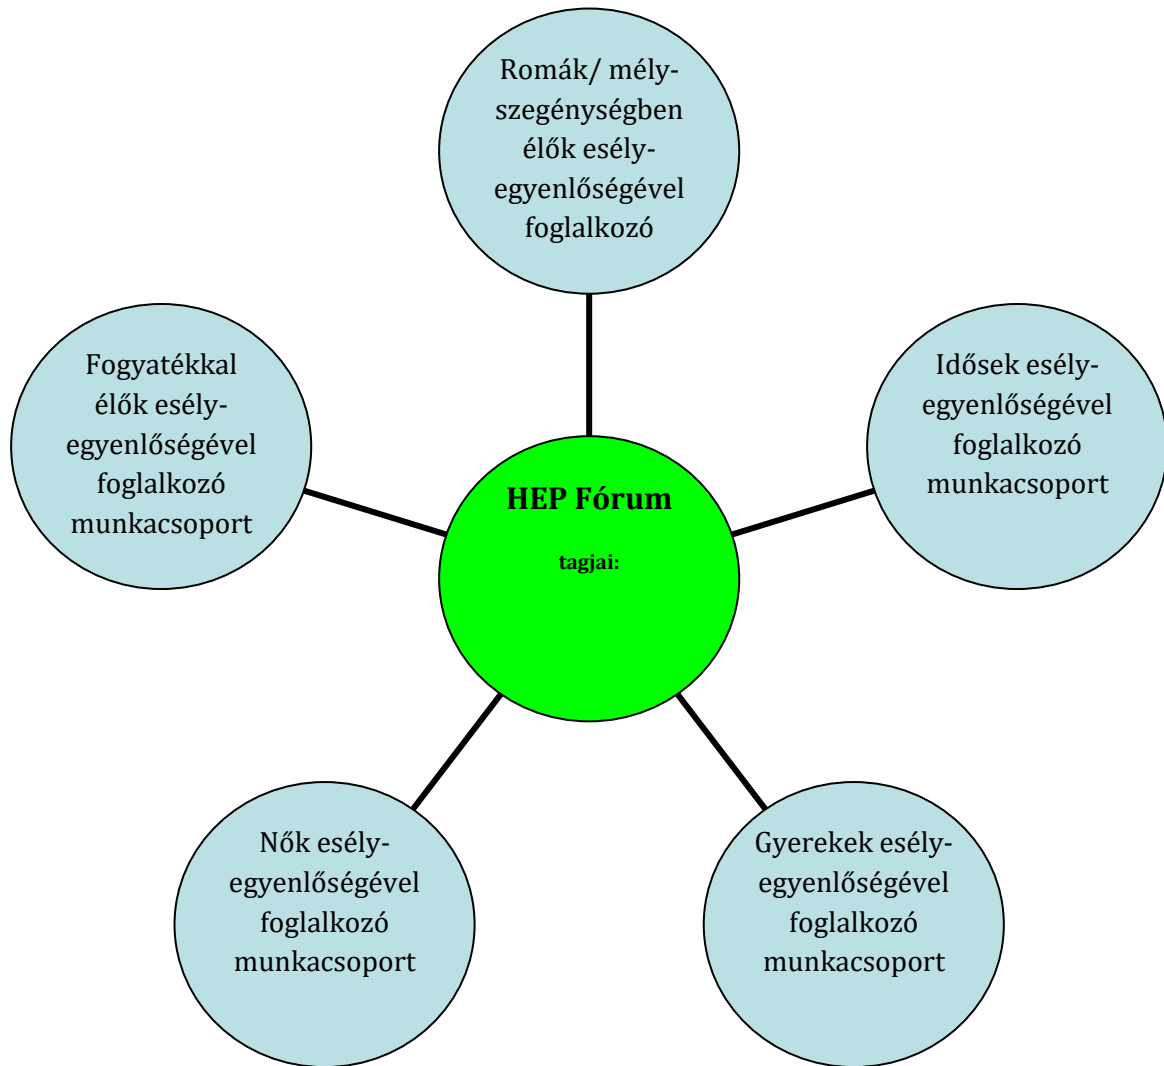 Romák/ mély-
szegénységben
élők esély-
egyenlőségével
foglalkozó
Fogyatékkal
élők esély-
egyenlőségével
foglalkozó
munkacsoport
Idősek esély-
egyenlőségével
foglalkozó
munkacsoport
HEP Fórum
tagjai:
Nők esély-
egyenlőségével
foglalkozó
munkacsoport
Gyerekek esély-
egyenlőségével
foglalkozó
munkacsoport